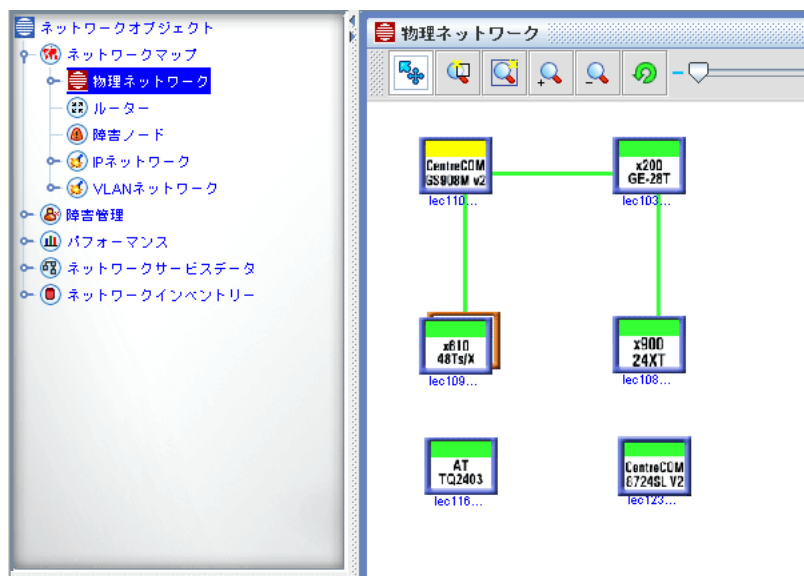 ネットワークオブジェクト
ネットワークマップ
物理ネットワーク
ルーター
障害ノード
IPネットワーク
VLANネットワーク
障害管理
パフォーマンス
ネットワークサービスデータ
ネットワークインベントリー
物理ネットワーク
CentreCOM
GS908M v2
lec110...
x200
GE-28T
lec103...
x610
48Ts/X
lec109...
x900
24XT
lec108...
AT
TQ2403
lec116...
CentreCOM
8724SL V2
lec123...